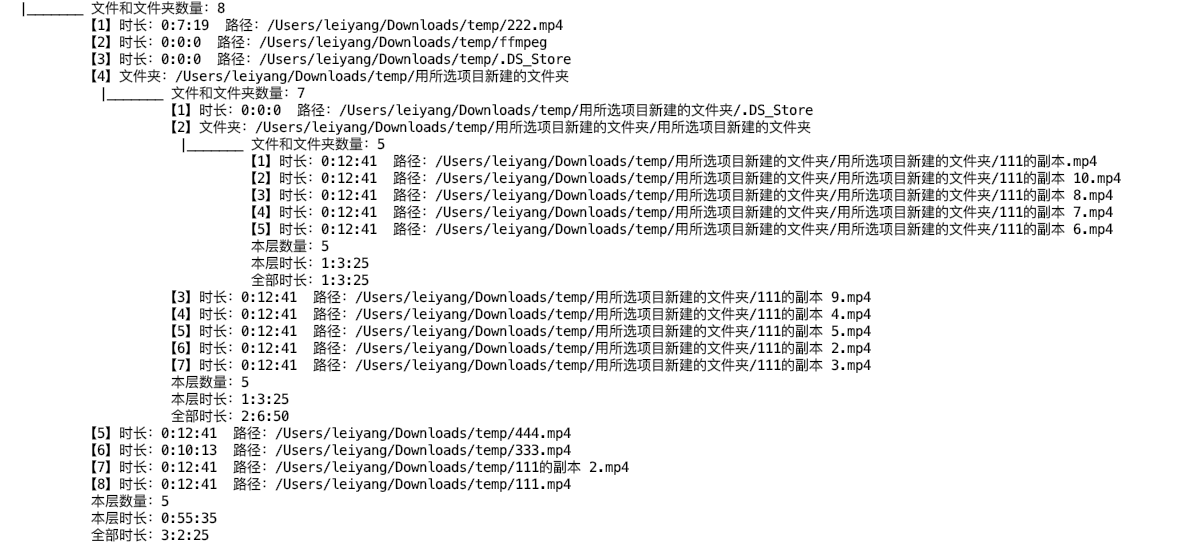 |_______ 文件和文件夹数量：8
【1】时长：0:7:19  路径：/Users/leiyang/Downloads/temp/222.mp4
【2】时长：0:0:0  路径：/Users/leiyang/Downloads/temp/ffmpeg
【3】时长：0:0:0  路径：/Users/leiyang/Downloads/temp/.DS_Store
【4】文件夹：/Users/leiyang/Downloads/temp/用所选项目新建的文件夹
|_______ 文件和文件夹数量：7
【1】时长：0:0:0  路径：/Users/leiyang/Downloads/temp/用所选项目新建的文件夹/.DS_Store
【2】文件夹：/Users/leiyang/Downloads/temp/用所选项目新建的文件夹/用所选项目新建的文件夹
|_______ 文件和文件夹数量：5
【1】时长：0:12:41  路径：/Users/leiyang/Downloads/temp/用所选项目新建的文件夹/用所选项目新建的文件夹/111的副本.mp4
【2】时长：0:12:41  路径：/Users/leiyang/Downloads/temp/用所选项目新建的文件夹/用所选项目新建的文件夹/111的副本 10.mp4
【3】时长：0:12:41  路径：/Users/leiyang/Downloads/temp/用所选项目新建的文件夹/用所选项目新建的文件夹/111的副本 8.mp4
【4】时长：0:12:41  路径：/Users/leiyang/Downloads/temp/用所选项目新建的文件夹/用所选项目新建的文件夹/111的副本 7.mp4
【5】时长：0:12:41  路径：/Users/leiyang/Downloads/temp/用所选项目新建的文件夹/用所选项目新建的文件夹/111的副本 6.mp4
本层数量：5
本层时长：1:3:25
全部时长：1:3:25
【3】时长：0:12:41  路径：/Users/leiyang/Downloads/temp/用所选项目新建的文件夹/111的副本 9.mp4
【4】时长：0:12:41  路径：/Users/leiyang/Downloads/temp/用所选项目新建的文件夹/111的副本 4.mp4
【5】时长：0:12:41  路径：/Users/leiyang/Downloads/temp/用所选项目新建的文件夹/111的副本 5.mp4
【6】时长：0:12:41  路径：/Users/leiyang/Downloads/temp/用所选项目新建的文件夹/111的副本 2.mp4
【7】时长：0:12:41  路径：/Users/leiyang/Downloads/temp/用所选项目新建的文件夹/111的副本 3.mp4
本层数量：5
本层时长：1:3:25
全部时长：2:6:50
【5】时长：0:12:41  路径：/Users/leiyang/Downloads/temp/444.mp4
【6】时长：0:10:13  路径：/Users/leiyang/Downloads/temp/333.mp4
【7】时长：0:12:41  路径：/Users/leiyang/Downloads/temp/111的副本 2.mp4
【8】时长：0:12:41  路径：/Users/leiyang/Downloads/temp/111.mp4
本层数量：5
本层时长：0:55:35
全部时长：3:2:25